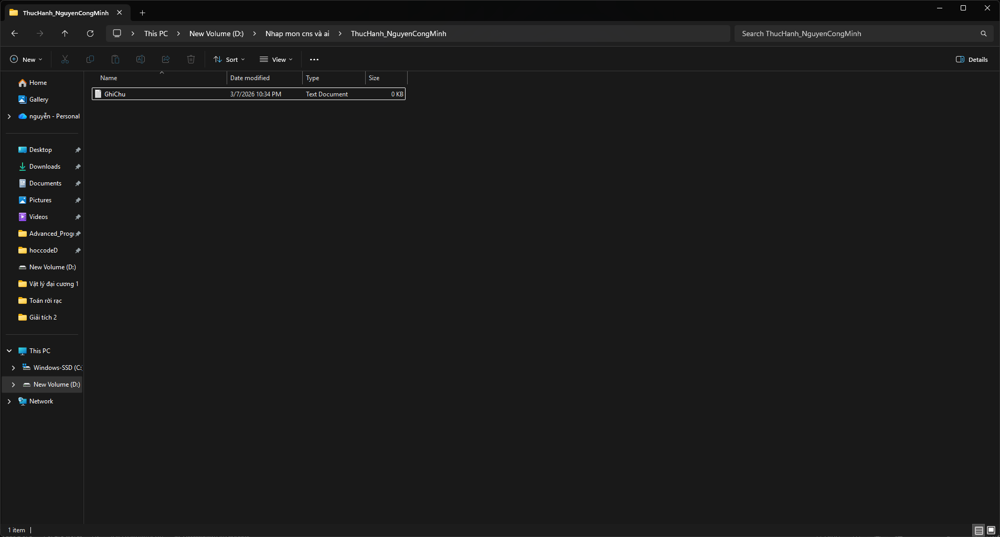 ThucHanh_NguyenCongMinh
This PC > New Volume (D:) > Nhap mon cns và ai > ThucHanh_NguyenCongMinh
Search ThucHanh_NguyenCongMinh
New
Sort
View
Details
Name Date modified Type Size
GhiChu 3/7/2026 10:34 PM Text Document 0 KB
Home
Gallery
nguyễn - Personal
Desktop
Downloads
Documents
Pictures
Videos
Advanced_Progr
hoccodeD
New Volume (D:)
Vật lý đại cương 1
Toán rời rạc
Giải tích 2
This PC
Windows-SSD (C:)
New Volume (D:)
Network
1 item